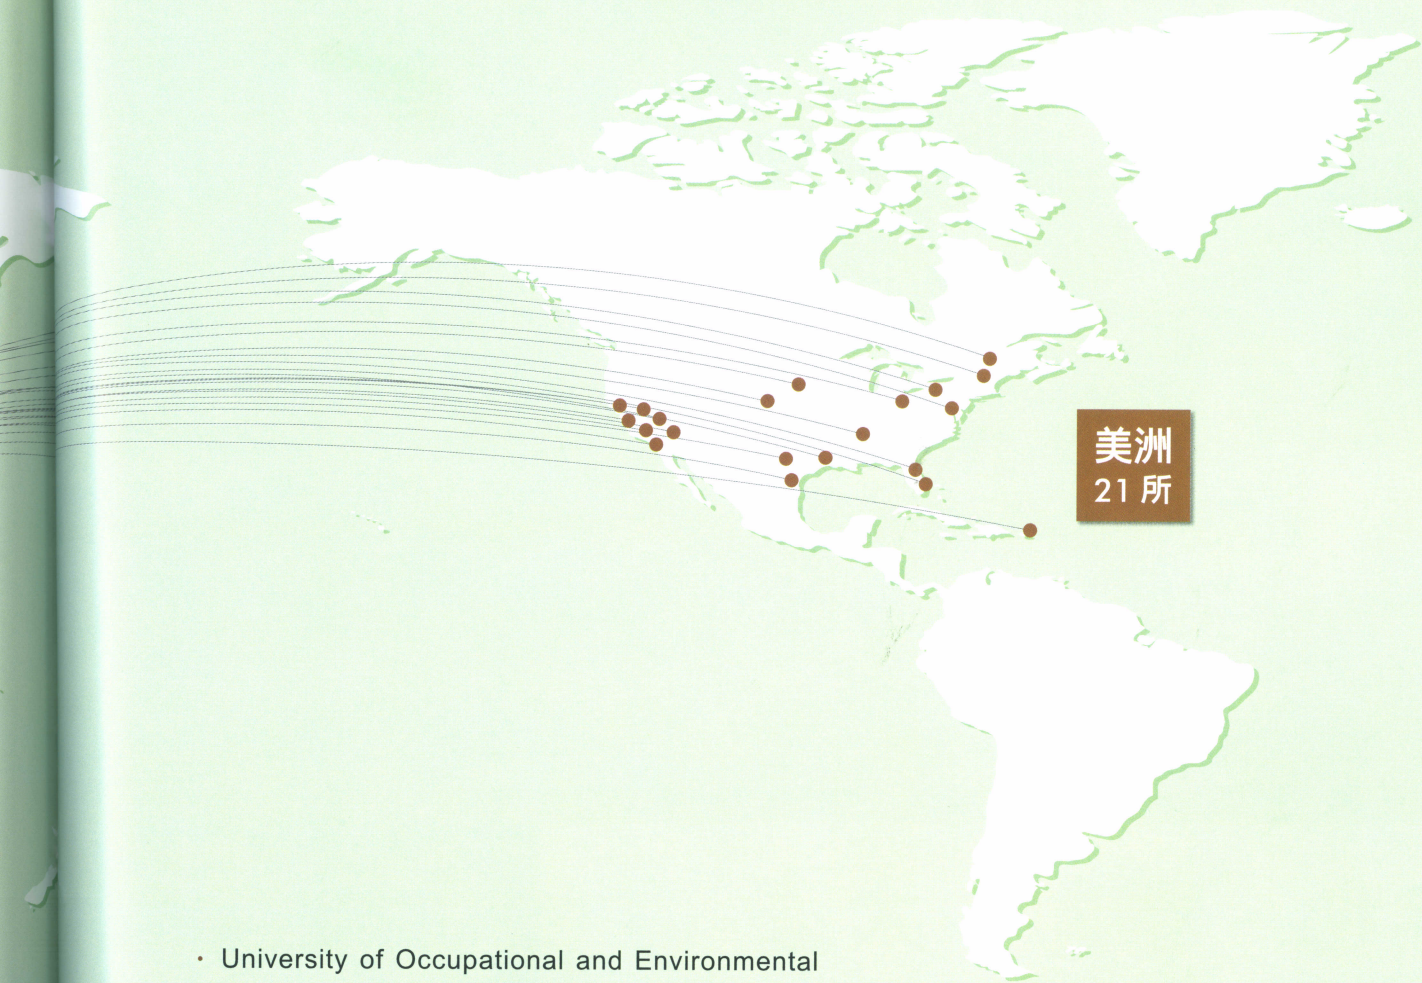 美洲
21 所
· University of Occupational and Environmental